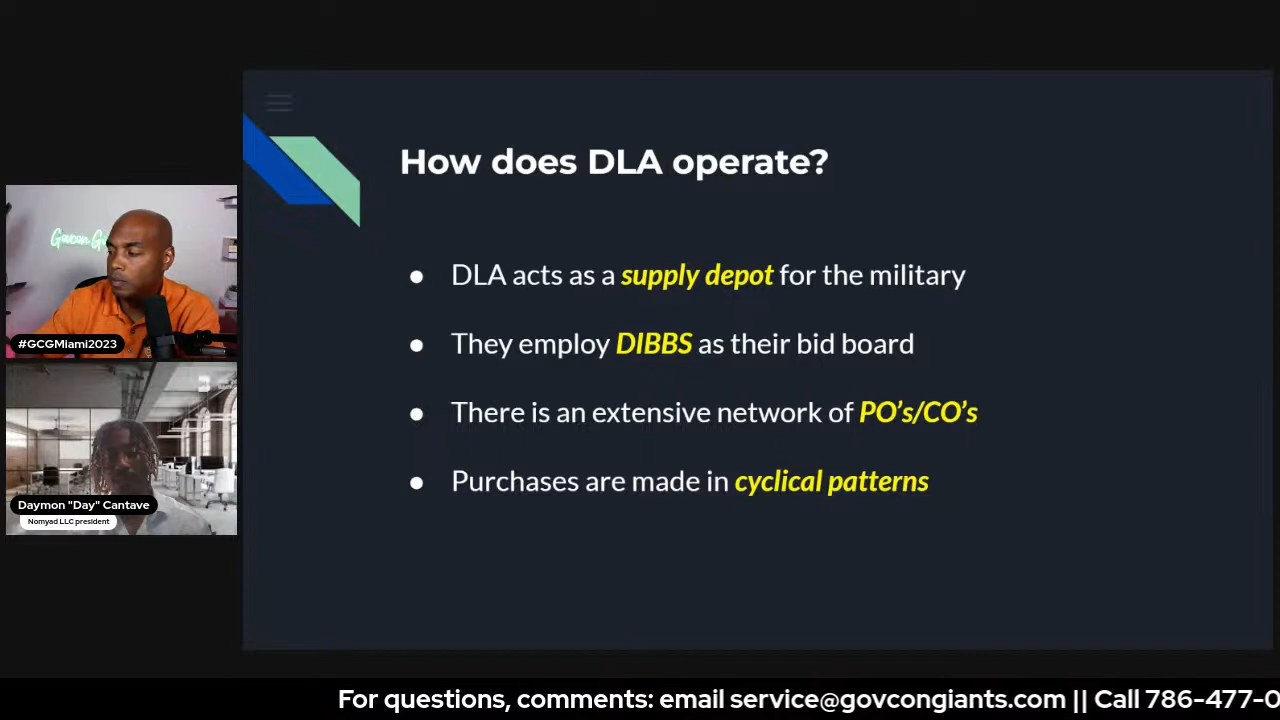 How does DLA operate?
● DLA acts as a supply depot for the military
● They employ DIBBS as their bid board
● There is an extensive network of PO’s/CO’s
● Purchases are made in cyclical patterns
#GCGMiami2023
Daymon "Day" Cantave
Nomyad LLC president
For questions, comments: email service@govcongiants.com || Call 786-477-0